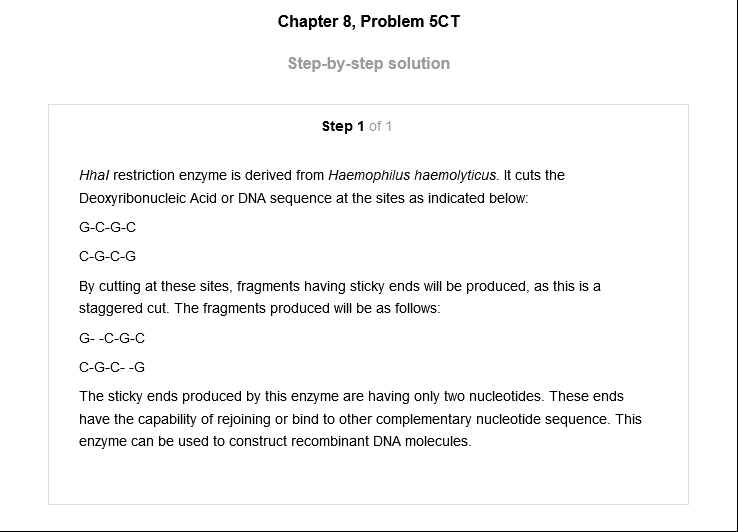 Chapter 8, Problem 5CT
Step-by-step solution
Step 1 of 1
HhaI restriction enzyme is derived from Haemophilus haemolyticus. It cuts the
Deoxyribonucleic Acid or DNA sequence at the sites as indicated below:
G-C-G-C
C-G-C-G
By cutting at these sites, fragments having sticky ends will be produced, as this is a
staggered cut. The fragments produced will be as follows:
G- -C-G-C
C-G-C- -G
The sticky ends produced by this enzyme are having only two nucleotides. These ends
have the capability of rejoining or bind to other complementary nucleotide sequence. This
enzyme can be used to construct recombinant DNA molecules.